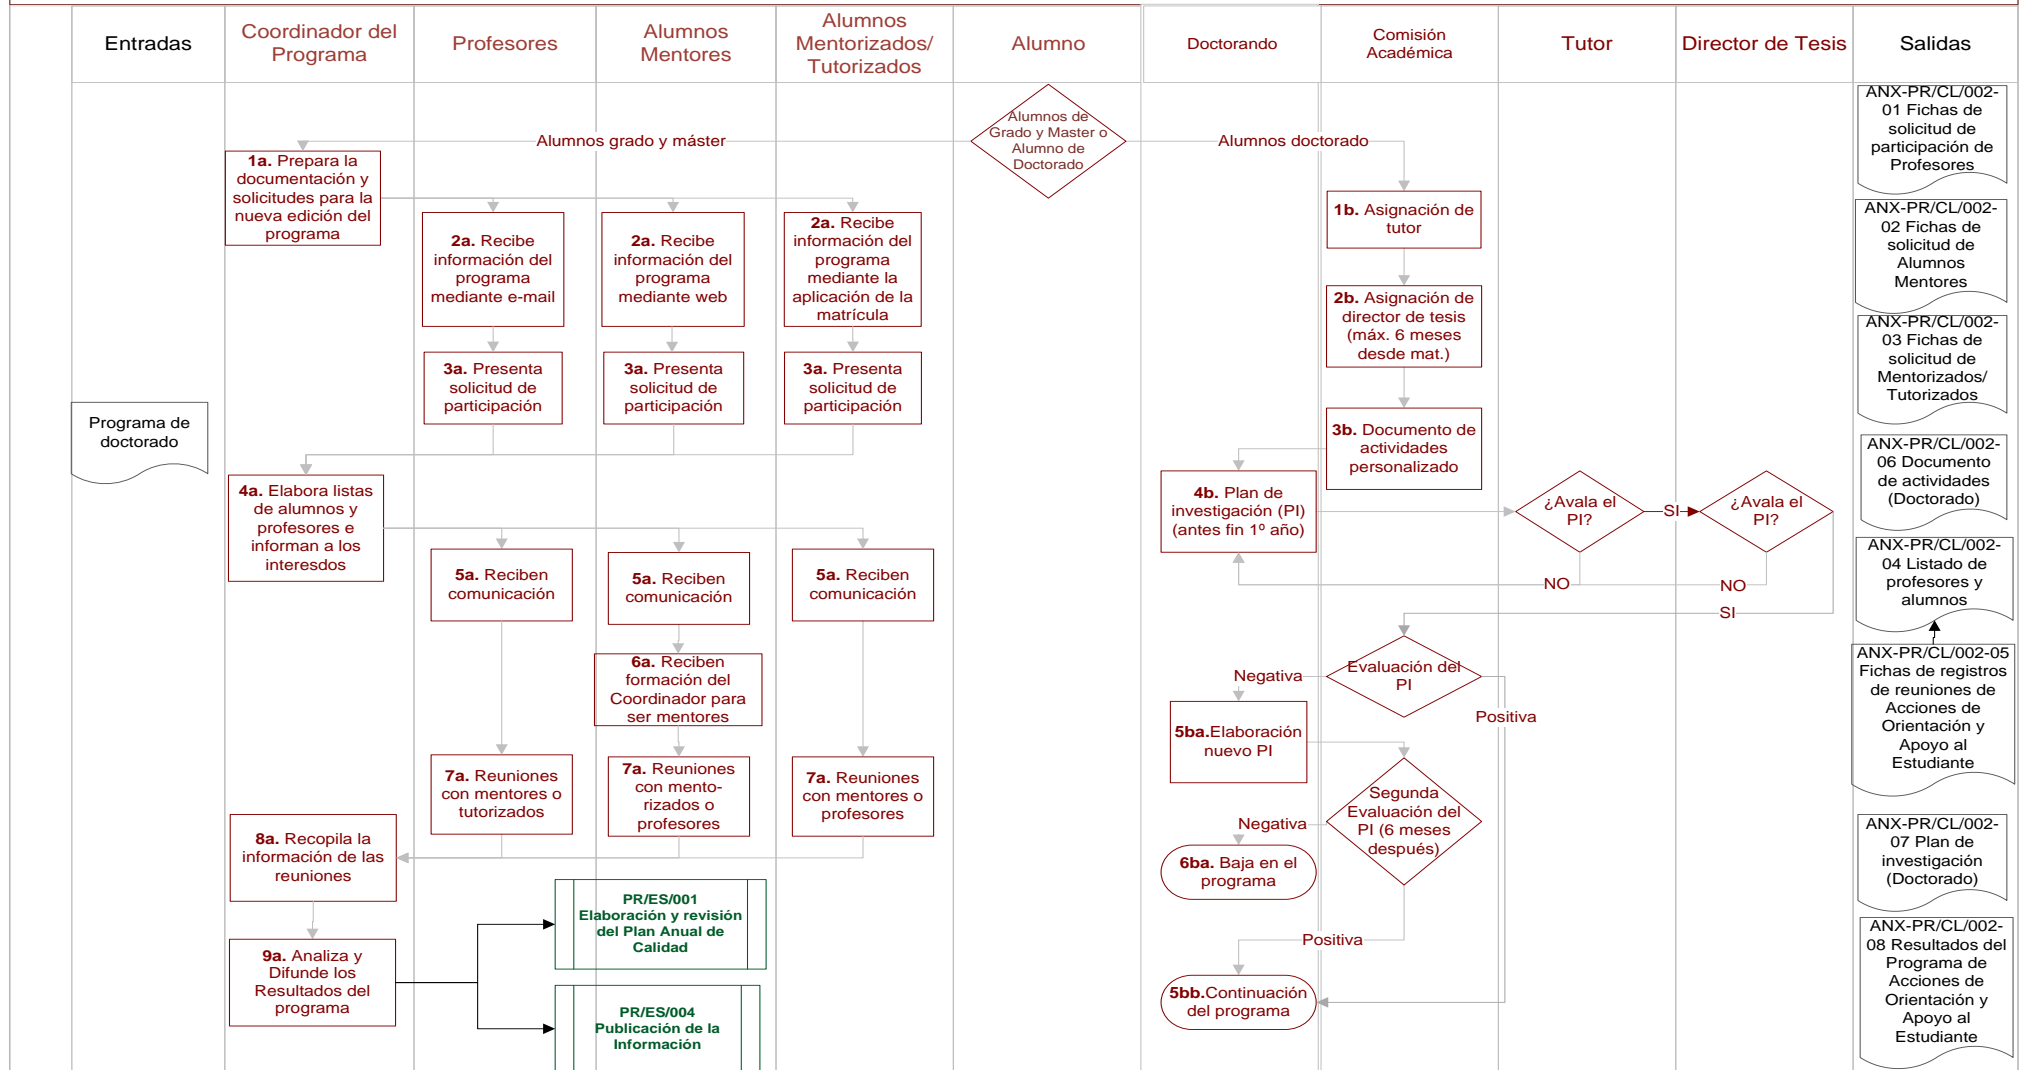 Entradas
Coordinador del
Programa
Profesores
Alumnos
Mentores
Alumnos
Mentorizados/
Tutorizados
Alumno
Doctorando
Comisión
Académica
Tutor
Director de Tesis
Salidas
Alumnos de
Grado y Master o
Alumno de
Doctorado
Alumnos grado y máster
Alumnos doctorado
1a. Prepara la
documentación y
solicitudes para la
nueva edición del
programa
2a. Recibe
información del
programa
mediante e-mail
2a. Recibe
información del
programa
mediante web
2a. Recibe
información del
programa
mediante la
aplicación de la
matrícula
3a. Presenta
solicitud de
participación
3a. Presenta
solicitud de
participación
3a. Presenta
solicitud de
participación
Programa de
doctorado
4a. Elabora listas
de alumnos y
profesores e
informan a los
interesdos
5a. Reciben
comunicación
5a. Reciben
comunicación
5a. Reciben
comunicación
6a. Reciben
formación del
Coordinador para
ser mentores
7a. Reuniones
con mentores o
tutorizados
7a. Reuniones
con mento-
rizados o
profesores
7a. Reuniones
con mentores o
profesores
8a. Recopila la
información de las
reuniones
9a. Analiza y
Difunde los
Resultados del
programa
PR/ES/001
Elaboración y revisión
del Plan Anual de
Calidad
PR/ES/004
Publicación de la
Información
1b. Asignación de
tutor
2b. Asignación de
director de tesis
(máx. 6 meses
desde mat.)
3b. Documento de
actividades
personalizado
4b. Plan de
investigación (PI)
(antes fin 1º año)
¿Avala el
PI?
SI
¿Avala el
PI?
NO
NO
SI
Evaluación del
PI
Negativa
Positiva
5ba.Elaboración
nuevo PI
Segunda
Evaluación del
PI (6 meses
después)
Negativa
6ba. Baja en el
programa
Positiva
5bb.Continuación
del programa
ANX-PR/CL/002-
01 Fichas de
solicitud de
participación de
Profesores
ANX-PR/CL/002-
02 Fichas de
solicitud de
Alumnos
Mentores
ANX-PR/CL/002-
03 Fichas de
solicitud de
Mentorizados/
Tutorizados
ANX-PR/CL/002-
06 Documento
de actividades
(Doctorado)
ANX-PR/CL/002-
04 Listado de
profesores y
alumnos
ANX-PR/CL/002-05
Fichas de registros
de reuniones de
Acciones de
Orientación y
Apoyo al
Estudiante
ANX-PR/CL/002-
07 Plan de
investigación
(Doctorado)
ANX-PR/CL/002-
08 Resultados del
Programa de
Acciones de
Orientación y
Apoyo al
Estudiante